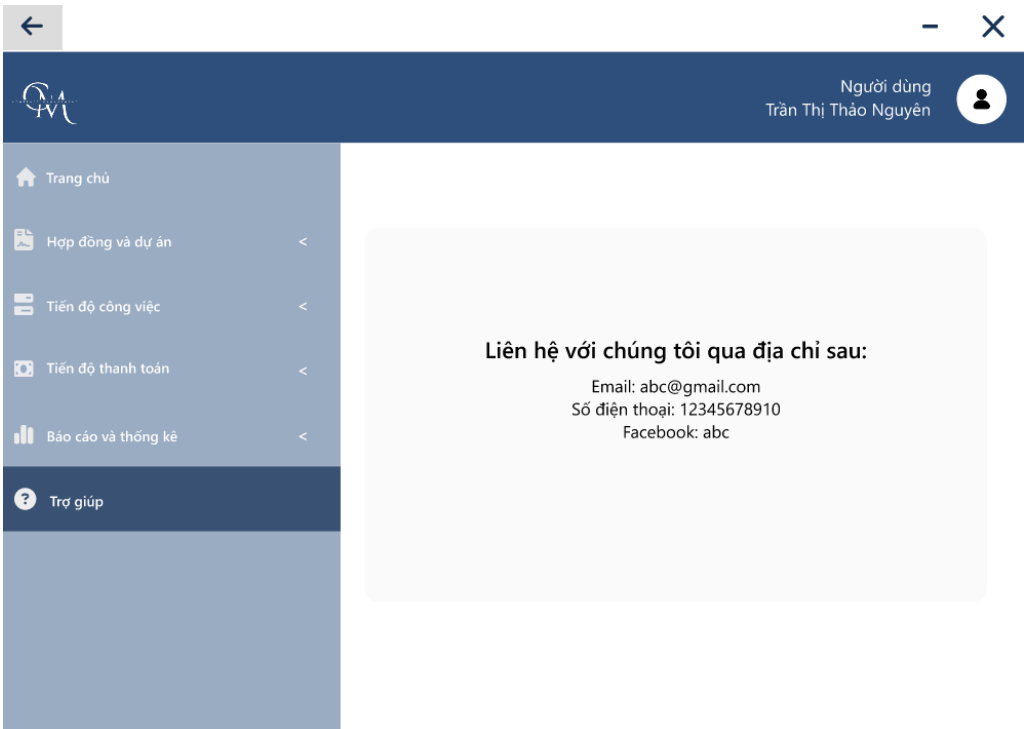 Người dùng
Trần Thị Thảo Nguyên
Trang chủ
Hợp đồng và dự án <
Tiến độ công việc <
Tiến độ thanh toán <
Báo cáo và thống kê <
Trợ giúp
Liên hệ với chúng tôi qua địa chỉ sau:
Email: abc@gmail.com
Số điện thoại: 12345678910
Facebook: abc